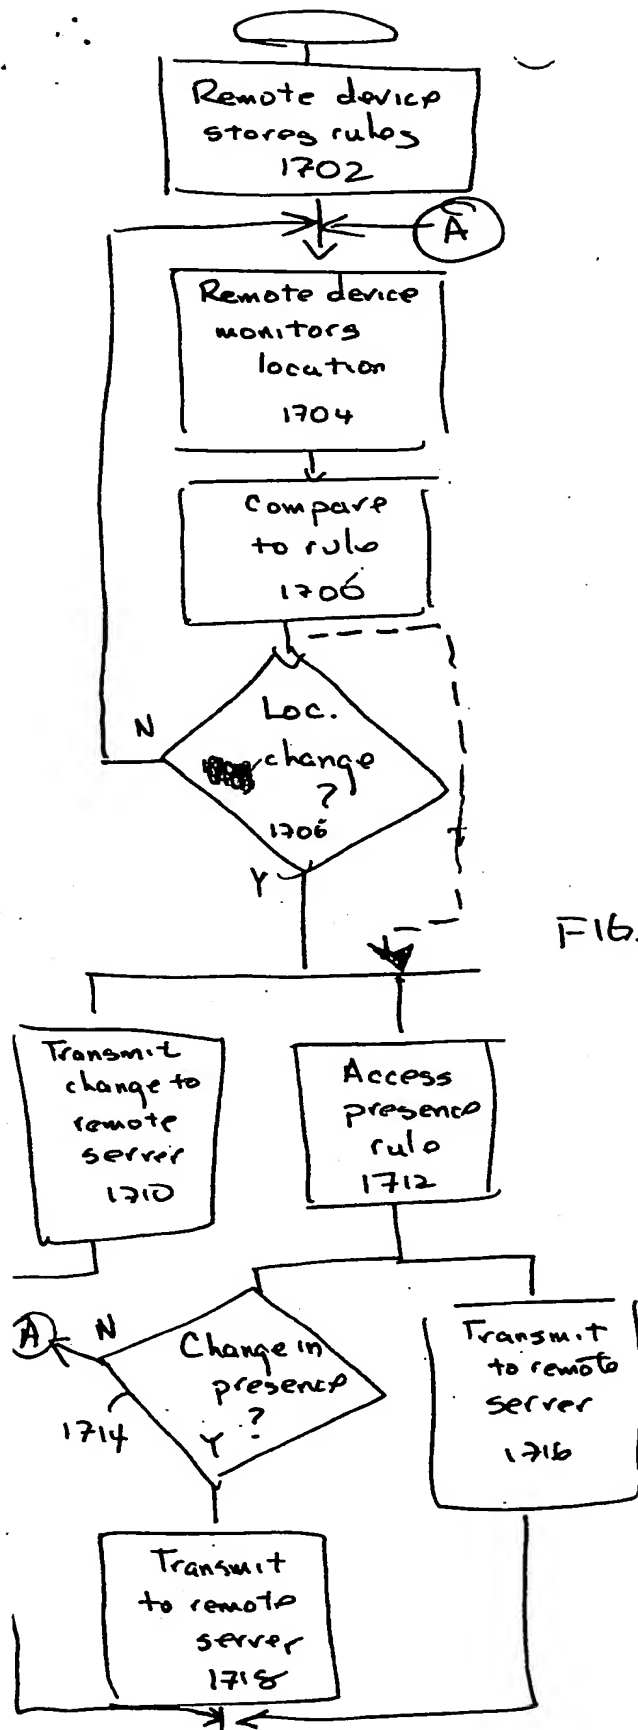 Remote device
stores rules
1702
A
Remote device
monitors
location
1704
Compare
to rule
1706
Loc.
N
change
?
1706
Y
FIG.
Transmit
change to
remote
server
1710
Access
presence
rule
1712
A
N
Change in
presence
?
1714
Y
Transmit
to remote
server
1716
Transmit
to remote
server
1718